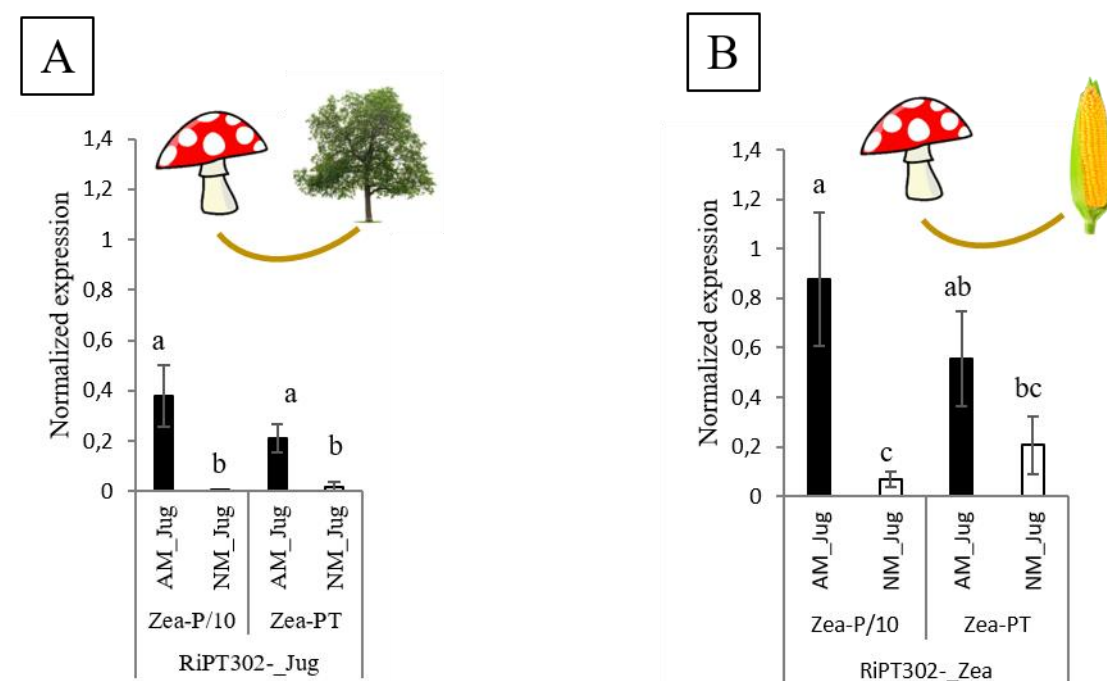 A
Normalized expression
1,4
1,2
1
0,8
0,6
0,4
0,2
0
a
b
a
b
AM_Jug
NM_Jug
AM_Jug
NM_Jug
Zea-P/10
Zea-PT
RiPT302-_Jug
B
Normalized expression
1,4
1,2
1
0,8
0,6
0,4
0,2
0
a
c
ab
bc
AM_Jug
NM_Jug
AM_Jug
NM_Jug
Zea-P/10
Zea-PT
RiPT302-_Zea